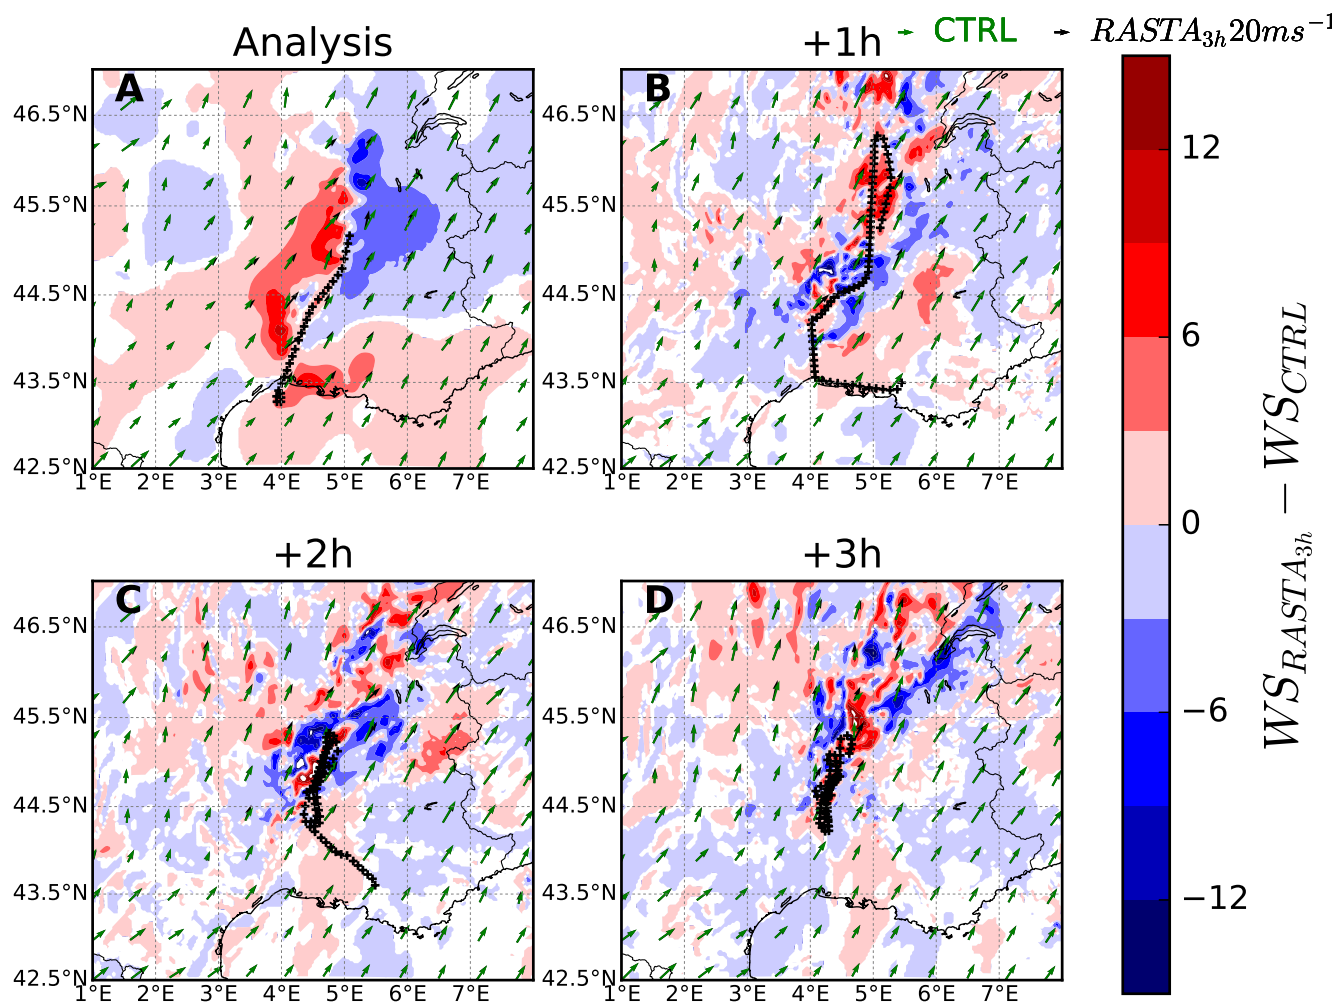 CTRL RASTA3h20ms−1
Analysis +1h
A B
46.5°N 46.5°N
45.5°N 45.5°N
44.5°N 44.5°N
43.5°N 43.5°N
42.5°N 42.5°N
1°E 2°E 3°E 4°E 5°E 6°E 7°E 1°E 2°E 3°E 4°E 5°E 6°E 7°E
+2h +3h
C D
46.5°N 46.5°N
45.5°N 45.5°N
44.5°N 44.5°N
43.5°N 43.5°N
42.5°N 42.5°N
1°E 2°E 3°E 4°E 5°E 6°E 7°E 1°E 2°E 3°E 4°E 5°E 6°E 7°E
12
6
0
−6
−12
WSRASTA3h − WSCTRL